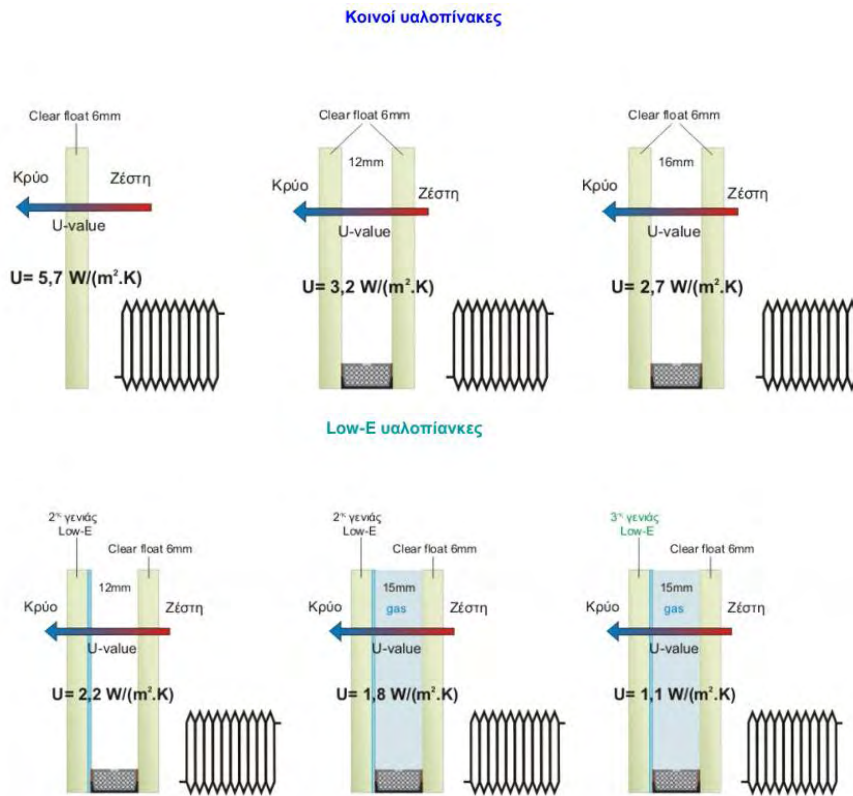 Κοινοί υαλοπίνακες
Clear float 6mm
Κρύο
Ζέστη
U-value
U= 5,7 W/(m².K)
Clear float 6mm
12mm
Κρύο
Ζέστη
U-value
U= 3,2 W/(m².K)
Clear float 6mm
16mm
Κρύο
Ζέστη
U-value
U= 2,7 W/(m².K)
Low-E υαλοπίανκες
2ης γενιάς
Low-E
Clear float 6mm
12mm
Κρύο
Ζέστη
U-value
U= 2,2 W/(m².K)
2ης γενιάς
Low-E
Clear float 6mm
15mm
gas
Κρύο
Ζέστη
U-value
U= 1,8 W/(m².K)
3ης γενιάς
Low-E
Clear float 6mm
15mm
gas
Κρύο
Ζέστη
U-value
U= 1,1 W/(m².K)